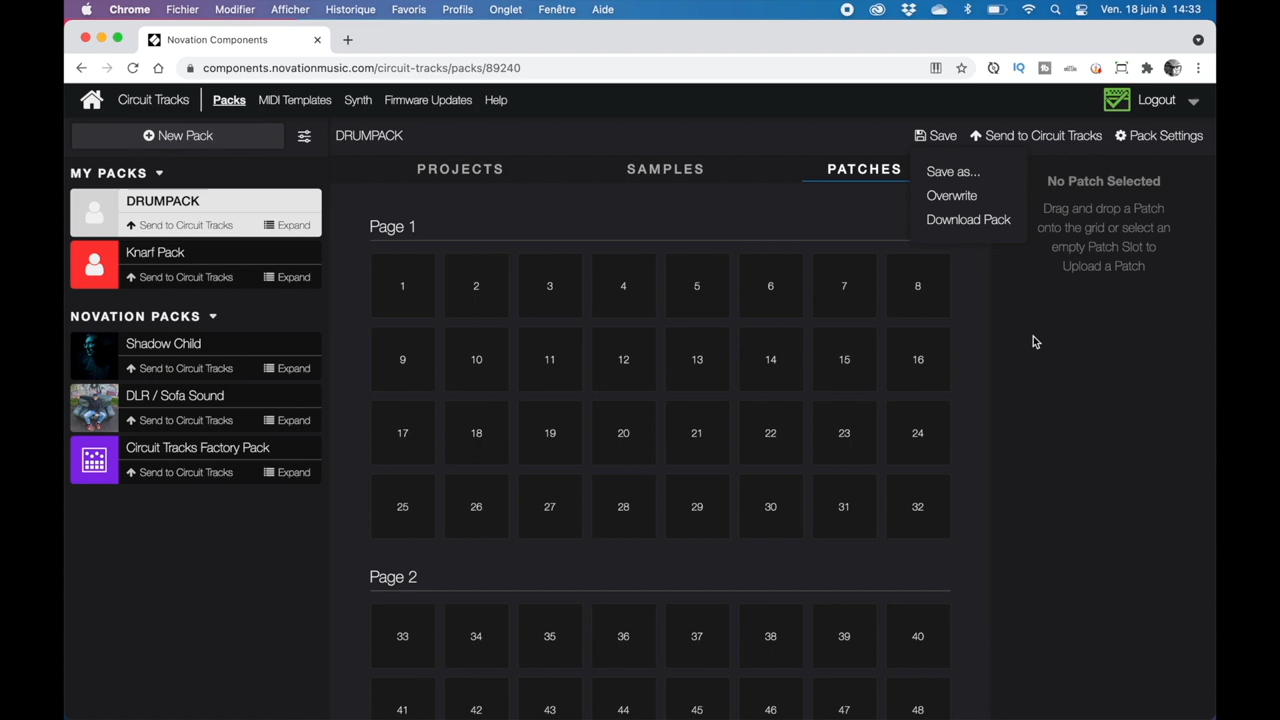 Chrome Fichier Modifier Afficher Historique Favoris Profils Onglet Fenêtre Aide Ven. 18 juin à 14:33
Novation Components
components.novationmusic.com/circuit-tracks/packs/89240
Circuit Tracks Packs MIDI Templates Synth Firmware Updates Help Logout
New Pack DRUMPACK Save Send to Circuit Tracks Pack Settings
PROJECTS SAMPLES PATCHES
Save as...
Overwrite
Download Pack
No Patch Selected
Drag and drop a Patch
onto the grid or select an
empty Patch Slot to
Upload a Patch
MY PACKS
DRUMPACK
Send to Circuit Tracks Expand
Knarf Pack
Send to Circuit Tracks Expand
NOVATION PACKS
Shadow Child
Send to Circuit Tracks Expand
DLR / Sofa Sound
Send to Circuit Tracks Expand
Circuit Tracks Factory Pack
Send to Circuit Tracks Expand
Page 1
1 2 3 4 5 6 7 8
9 10 11 12 13 14 15 16
17 18 19 20 21 22 23 24
25 26 27 28 29 30 31 32
Page 2
33 34 35 36 37 38 39 40
41 42 43 44 45 46 47 48